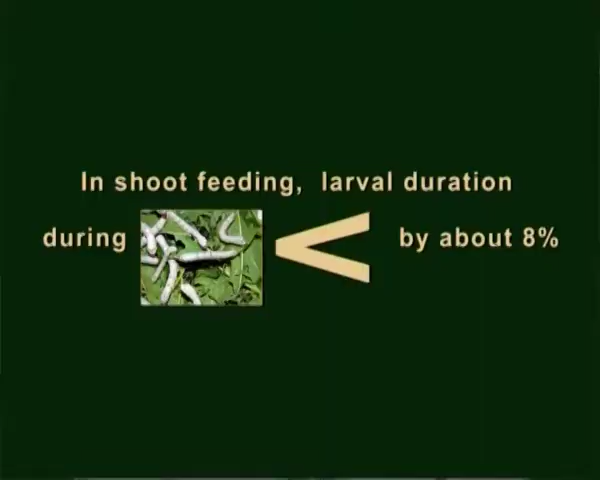 In shoot feeding, larval duration
during < by about 8%